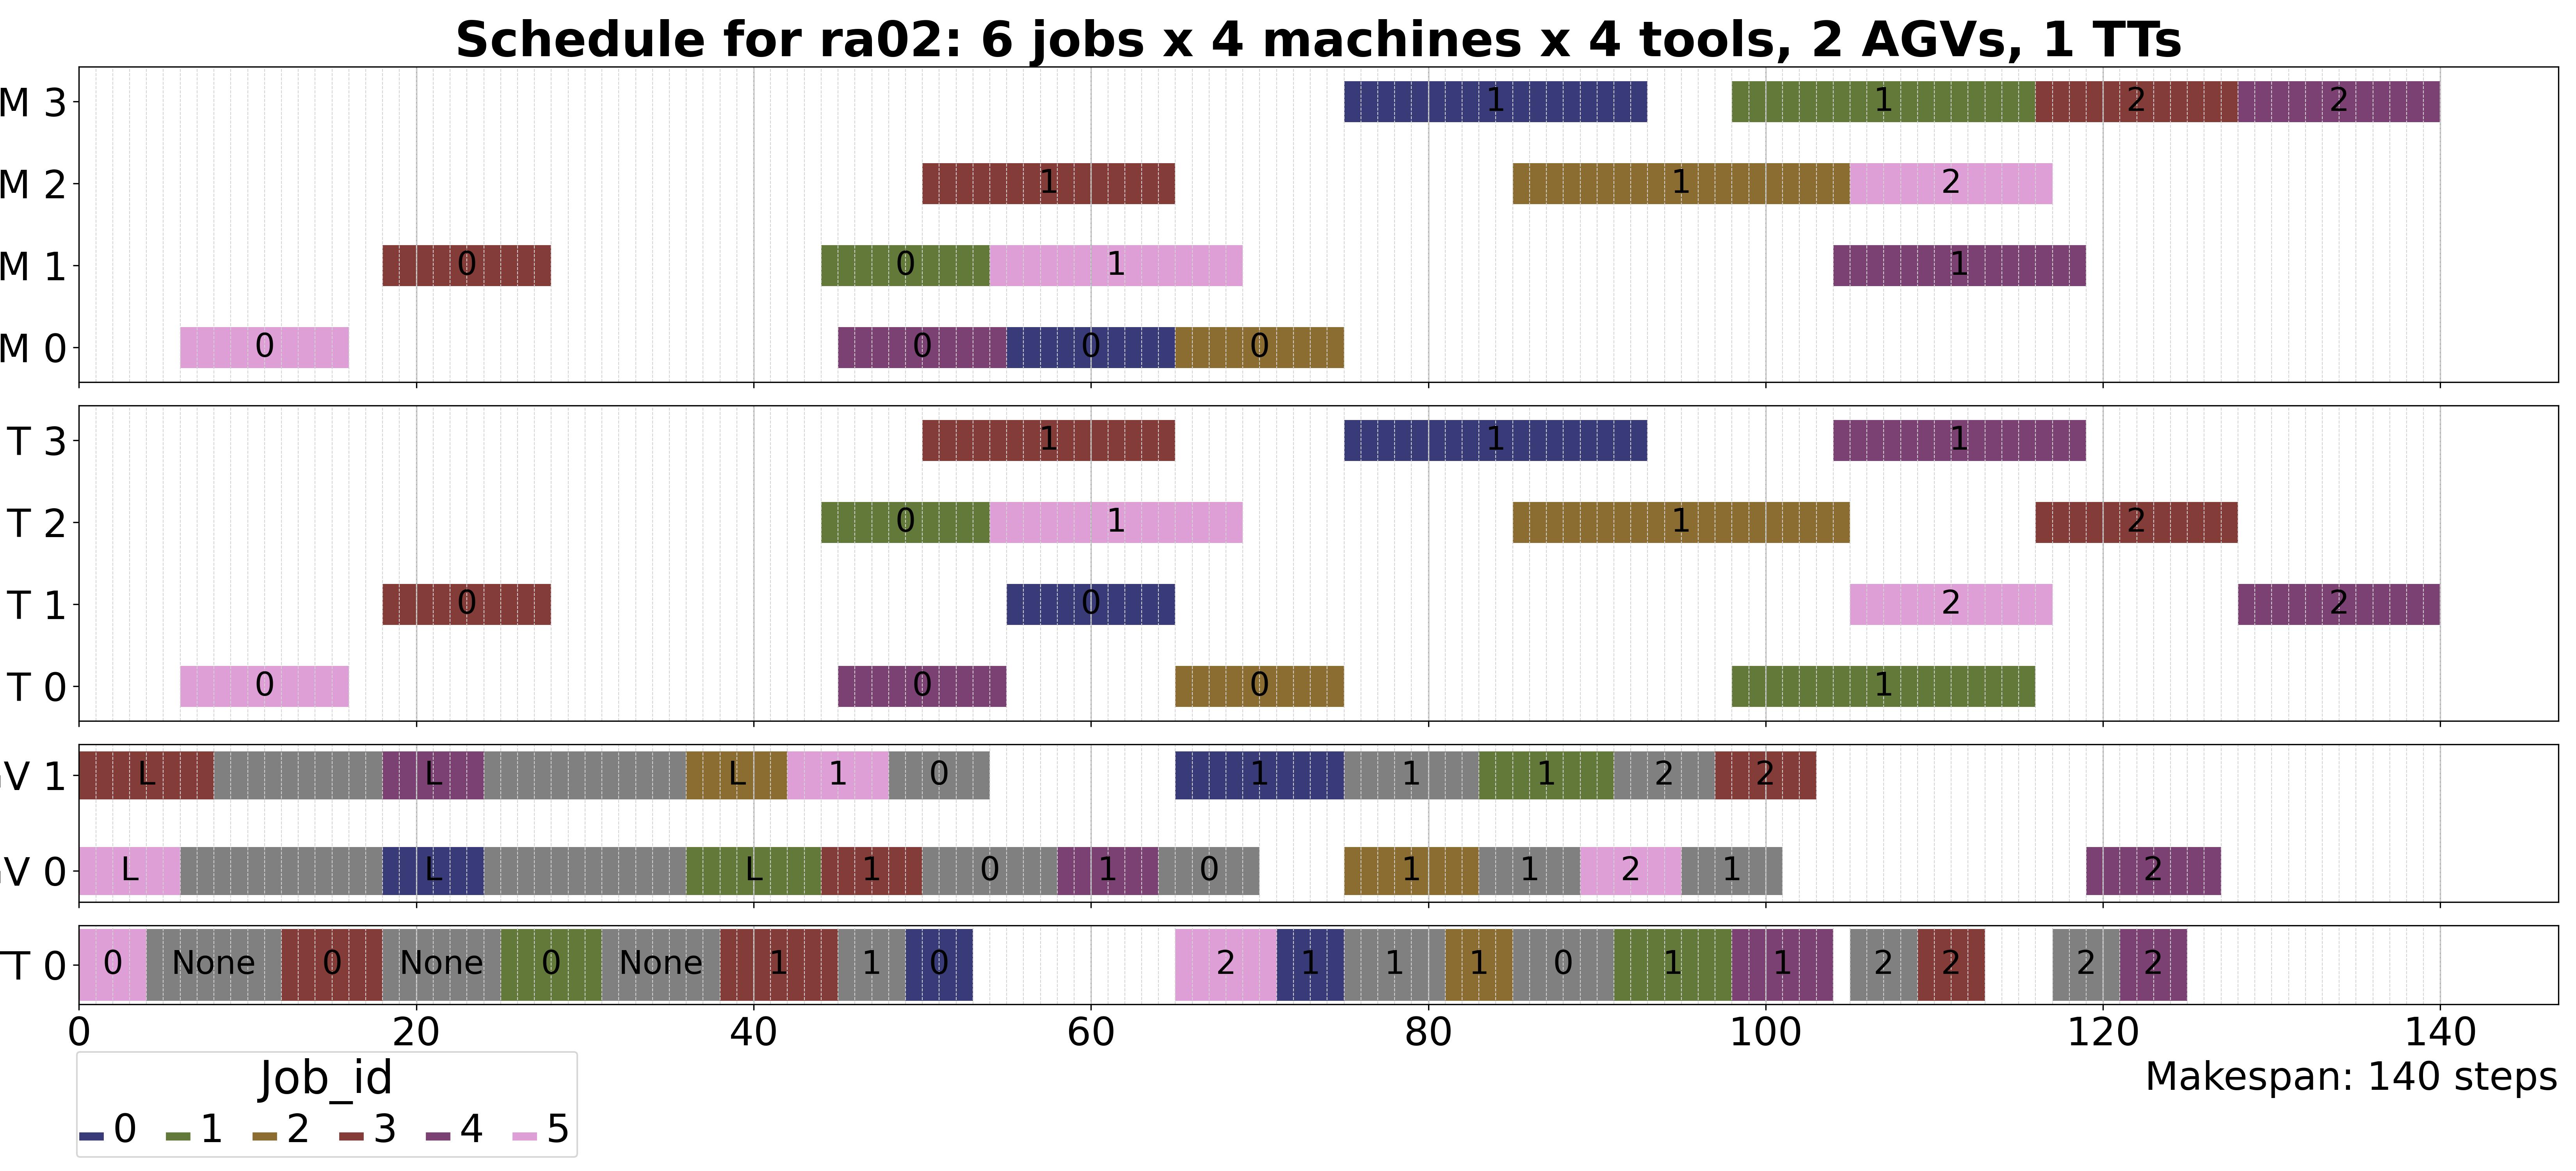 Schedule for ra02: 6 jobs x 4 machines x 4 tools, 2 AGVs, 1 TTs
M 3 1 1 2 2
M 2 1 1 2
M 1 0 0 1 1
M 0 0 0 0 0
T 3 1 1 1
T 2 0 1 1 2
T 1 0 0 2 2
T 0 0 0 0 1
GV 1 L L L 1 0 1 1 1 2 2
GV 0 L L L 1 0 1 0 1 1 2 1 2
T 0 0 None 0 None 0 None 1 1 0 2 1 1 1 0 1 1 2 2 2 2
0 20 40 60 80 100 120 140
Job_id
Makespan: 140 steps
0 1 2 3 4 5